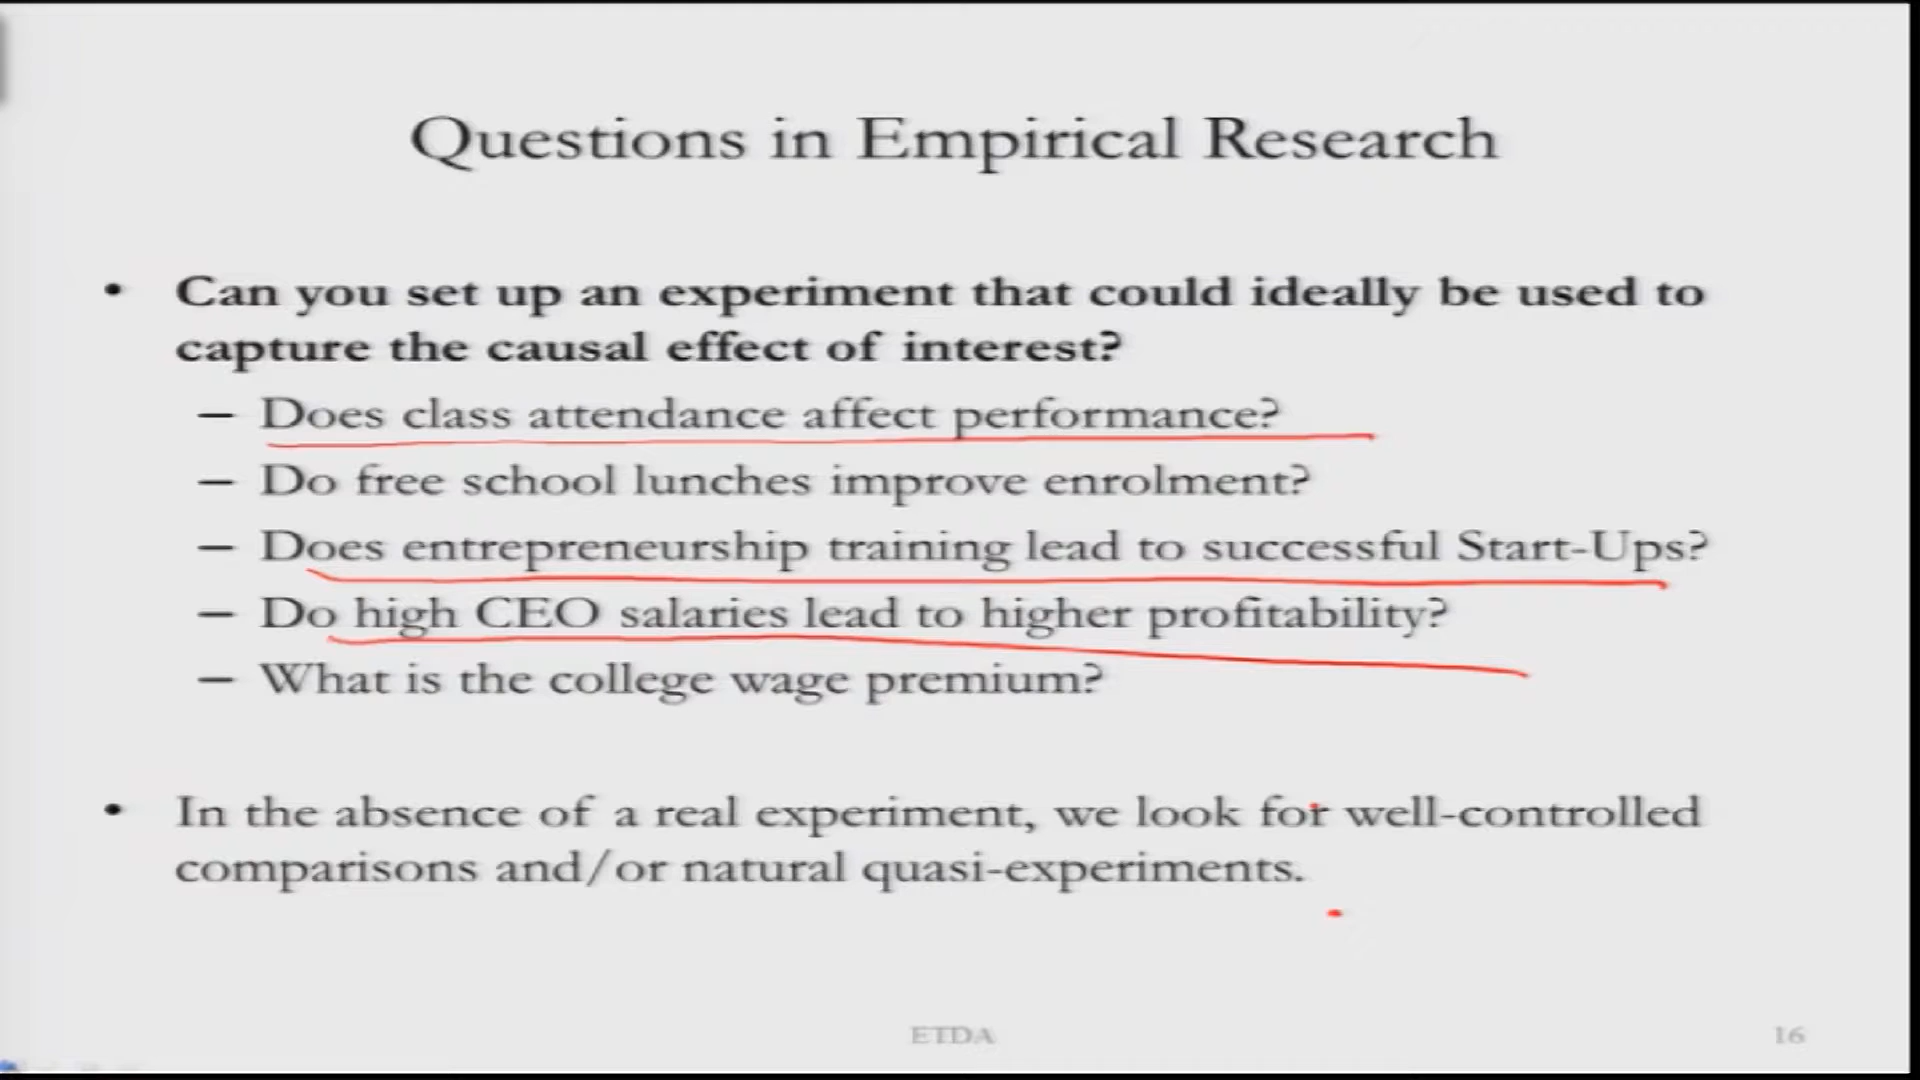 Questions in Empirical Research
• Can you set up an experiment that could ideally be used to
capture the causal effect of interest?
– Does class attendance affect performance?
– Do free school lunches improve enrolment?
– Does entrepreneurship training lead to successful Start-Ups?
– Do high CEO salaries lead to higher profitability?
– What is the college wage premium?
• In the absence of a real experiment, we look for well-controlled
comparisons and/or natural quasi-experiments.
ETDA
16